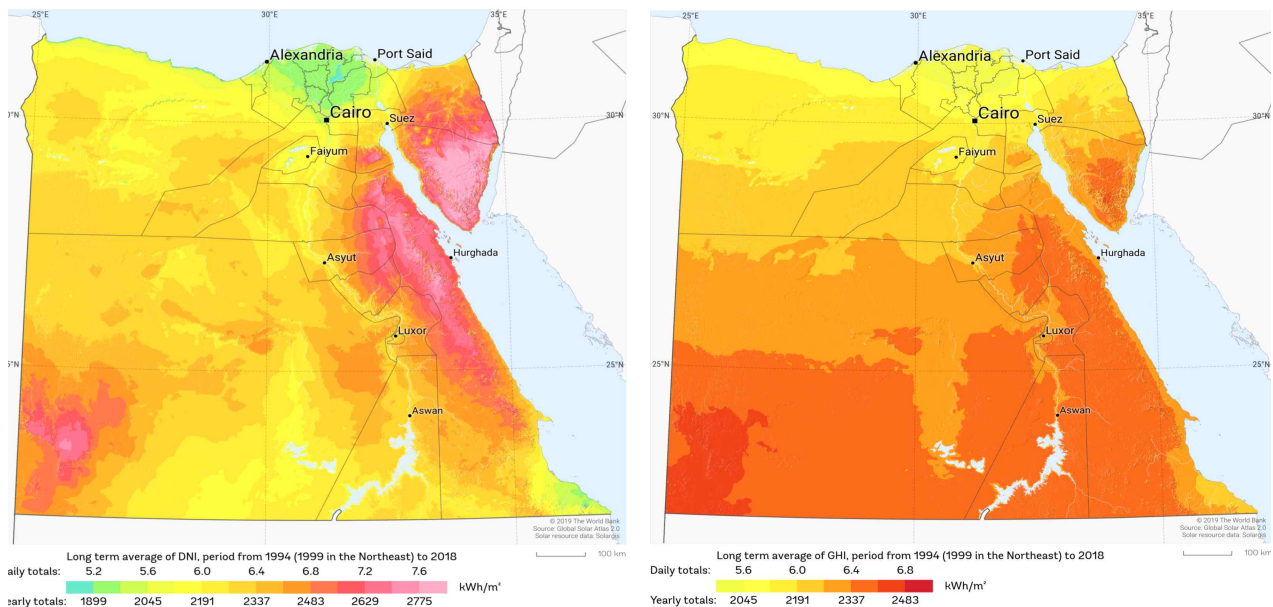 25°E 30°E 35°E
Alexandria
Port Said
°N
Cairo
Suez
Faiyum
Asyut
Hurghada
Luxor
5°N 25°N
Aswan
© 2019 The World Bank
Source: Global Solar Atlas 2.0
Solar resource data: Solargis
Long term average of DNI, period from 1994 (1999 in the Northeast) to 2018
100 km
aily totals: 5.2 5.6 6.0 6.4 6.8 7.2 7.6
kWh/m²
early totals: 1899 2045 2191 2337 2483 2629 2775
25°E 30°E 35°E
Alexandria
Port Said
30°N 30°N
Cairo
Suez
Faiyum
Asyut
Hurghada
Luxor
25°N 25°N
Aswan
© 2019 The World Bank
Source: Global Solar Atlas 2.0
Solar resource data: Solargis
Long term average of GHI, period from 1994 (1999 in the Northeast) to 2018
100 km
Daily totals: 5.6 6.0 6.4 6.8
kWh/m²
Yearly totals: 2045 2191 2337 2483